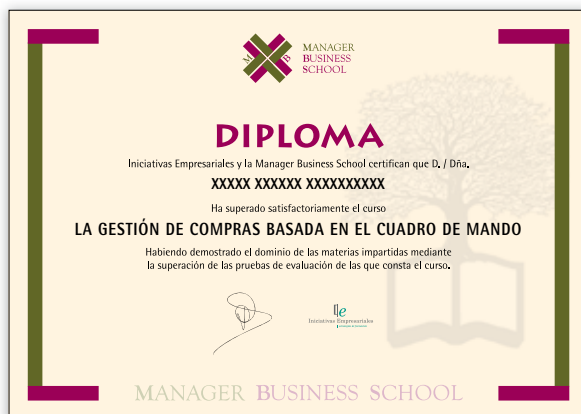 M B
MANAGER
BUSINESS
SCHOOL
DIPLOMA
Iniciativas Empresariales y la Manager Business School certifican que D. / Dña.
XXXXX XXXXXX XXXXXXXXXX
Ha superado satisfactoriamente el curso
LA GESTIÓN DE COMPRAS BASADA EN EL CUADRO DE MANDO
Habiendo demostrado el dominio de las materias impartidas mediante
la superación de las pruebas de evaluación de las que consta el curso.
Iniciativas Empresariales
MANAGER BUSINESS SCHOOL